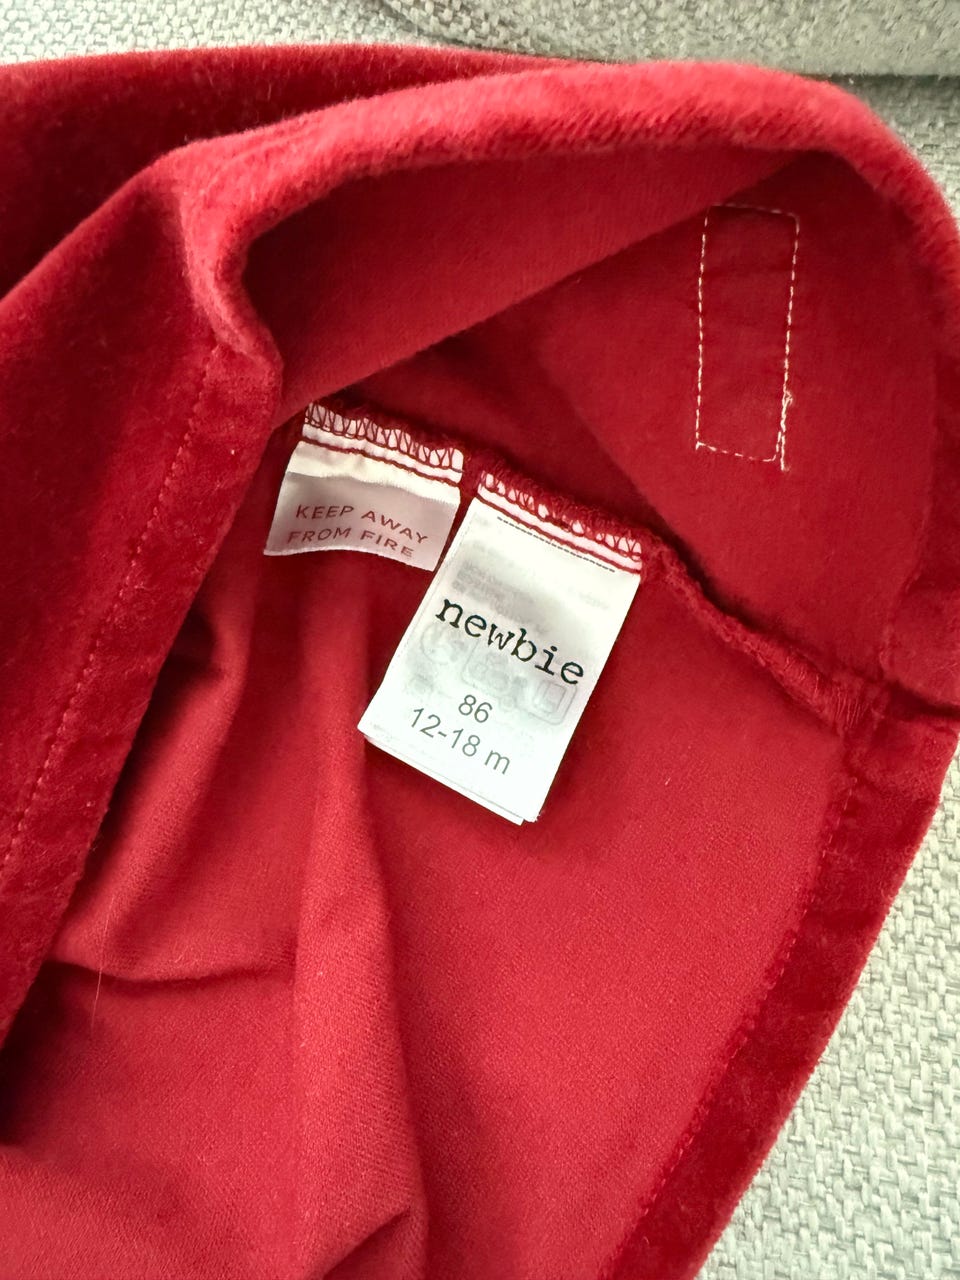 KEEP AWAY
FROM FIRE
newbie
86
12-18 m